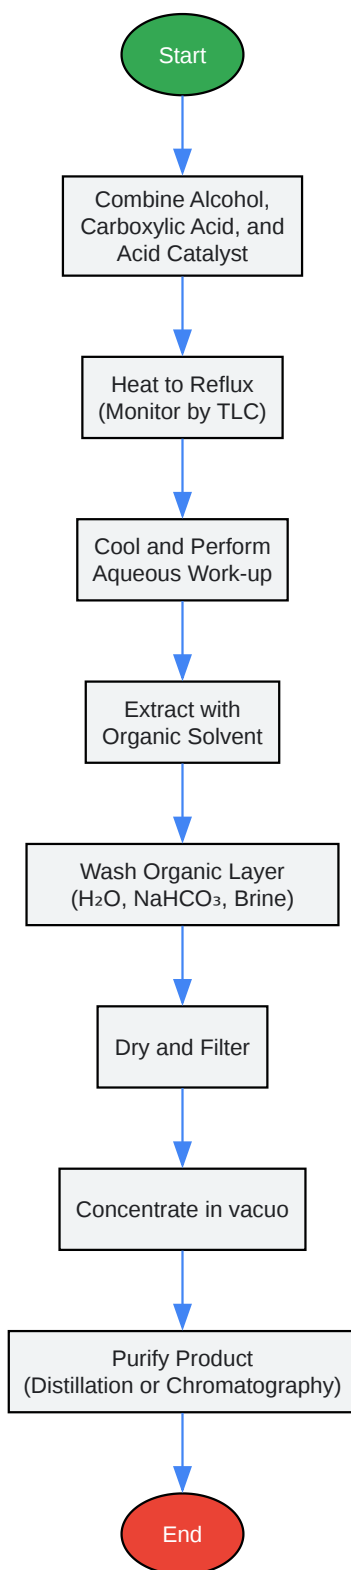 Start
Combine Alcohol,
Carboxylic Acid, and
Acid Catalyst
Heat to Reflux
(Monitor by TLC)
Cool and Perform
Aqueous Work-up
Extract with
Organic Solvent
Wash Organic Layer
(H₂O, NaHCO₃, Brine)
Dry and Filter
Concentrate in vacuo
Purify Product
(Distillation or Chromatography)
End